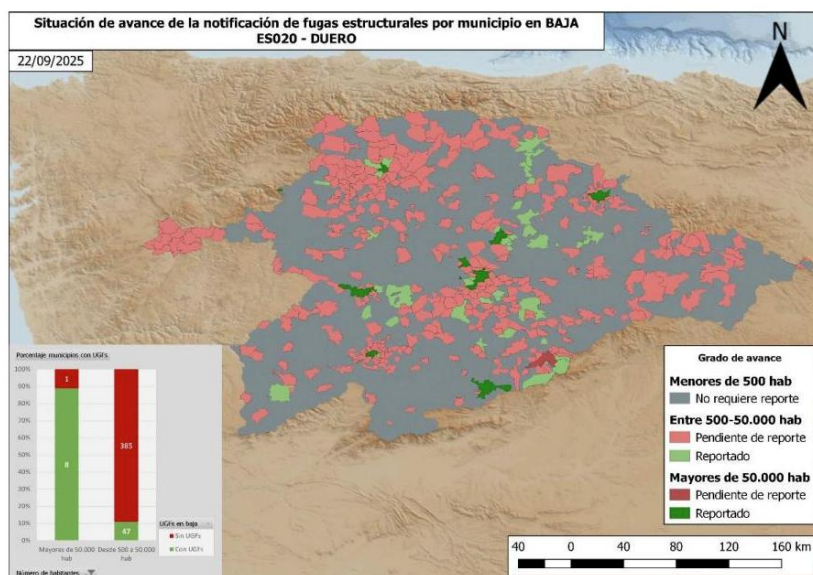 Situación de avance de la notificación de fugas estructurales por municipio en BAJA
ES020 - DUERO
22/09/2025
N
Porcentaje municipios con UGFs
100%
90%
80%
70%
60%
50%
40%
30%
20%
10%
0%
1
8
385
47
Mayores de 50.000 hab
Desde 500 a 50.000 hab
UGFs en baja
Sin UGFs
Con UGFs
Número de habitantes
Grado de avance
Menores de 500 hab
No requiere reporte
Entre 500-50.000 hab
Pendiente de reporte
Reportado
Mayores de 50.000 hab
Pendiente de reporte
Reportado
40 0 40 80 120 160 km